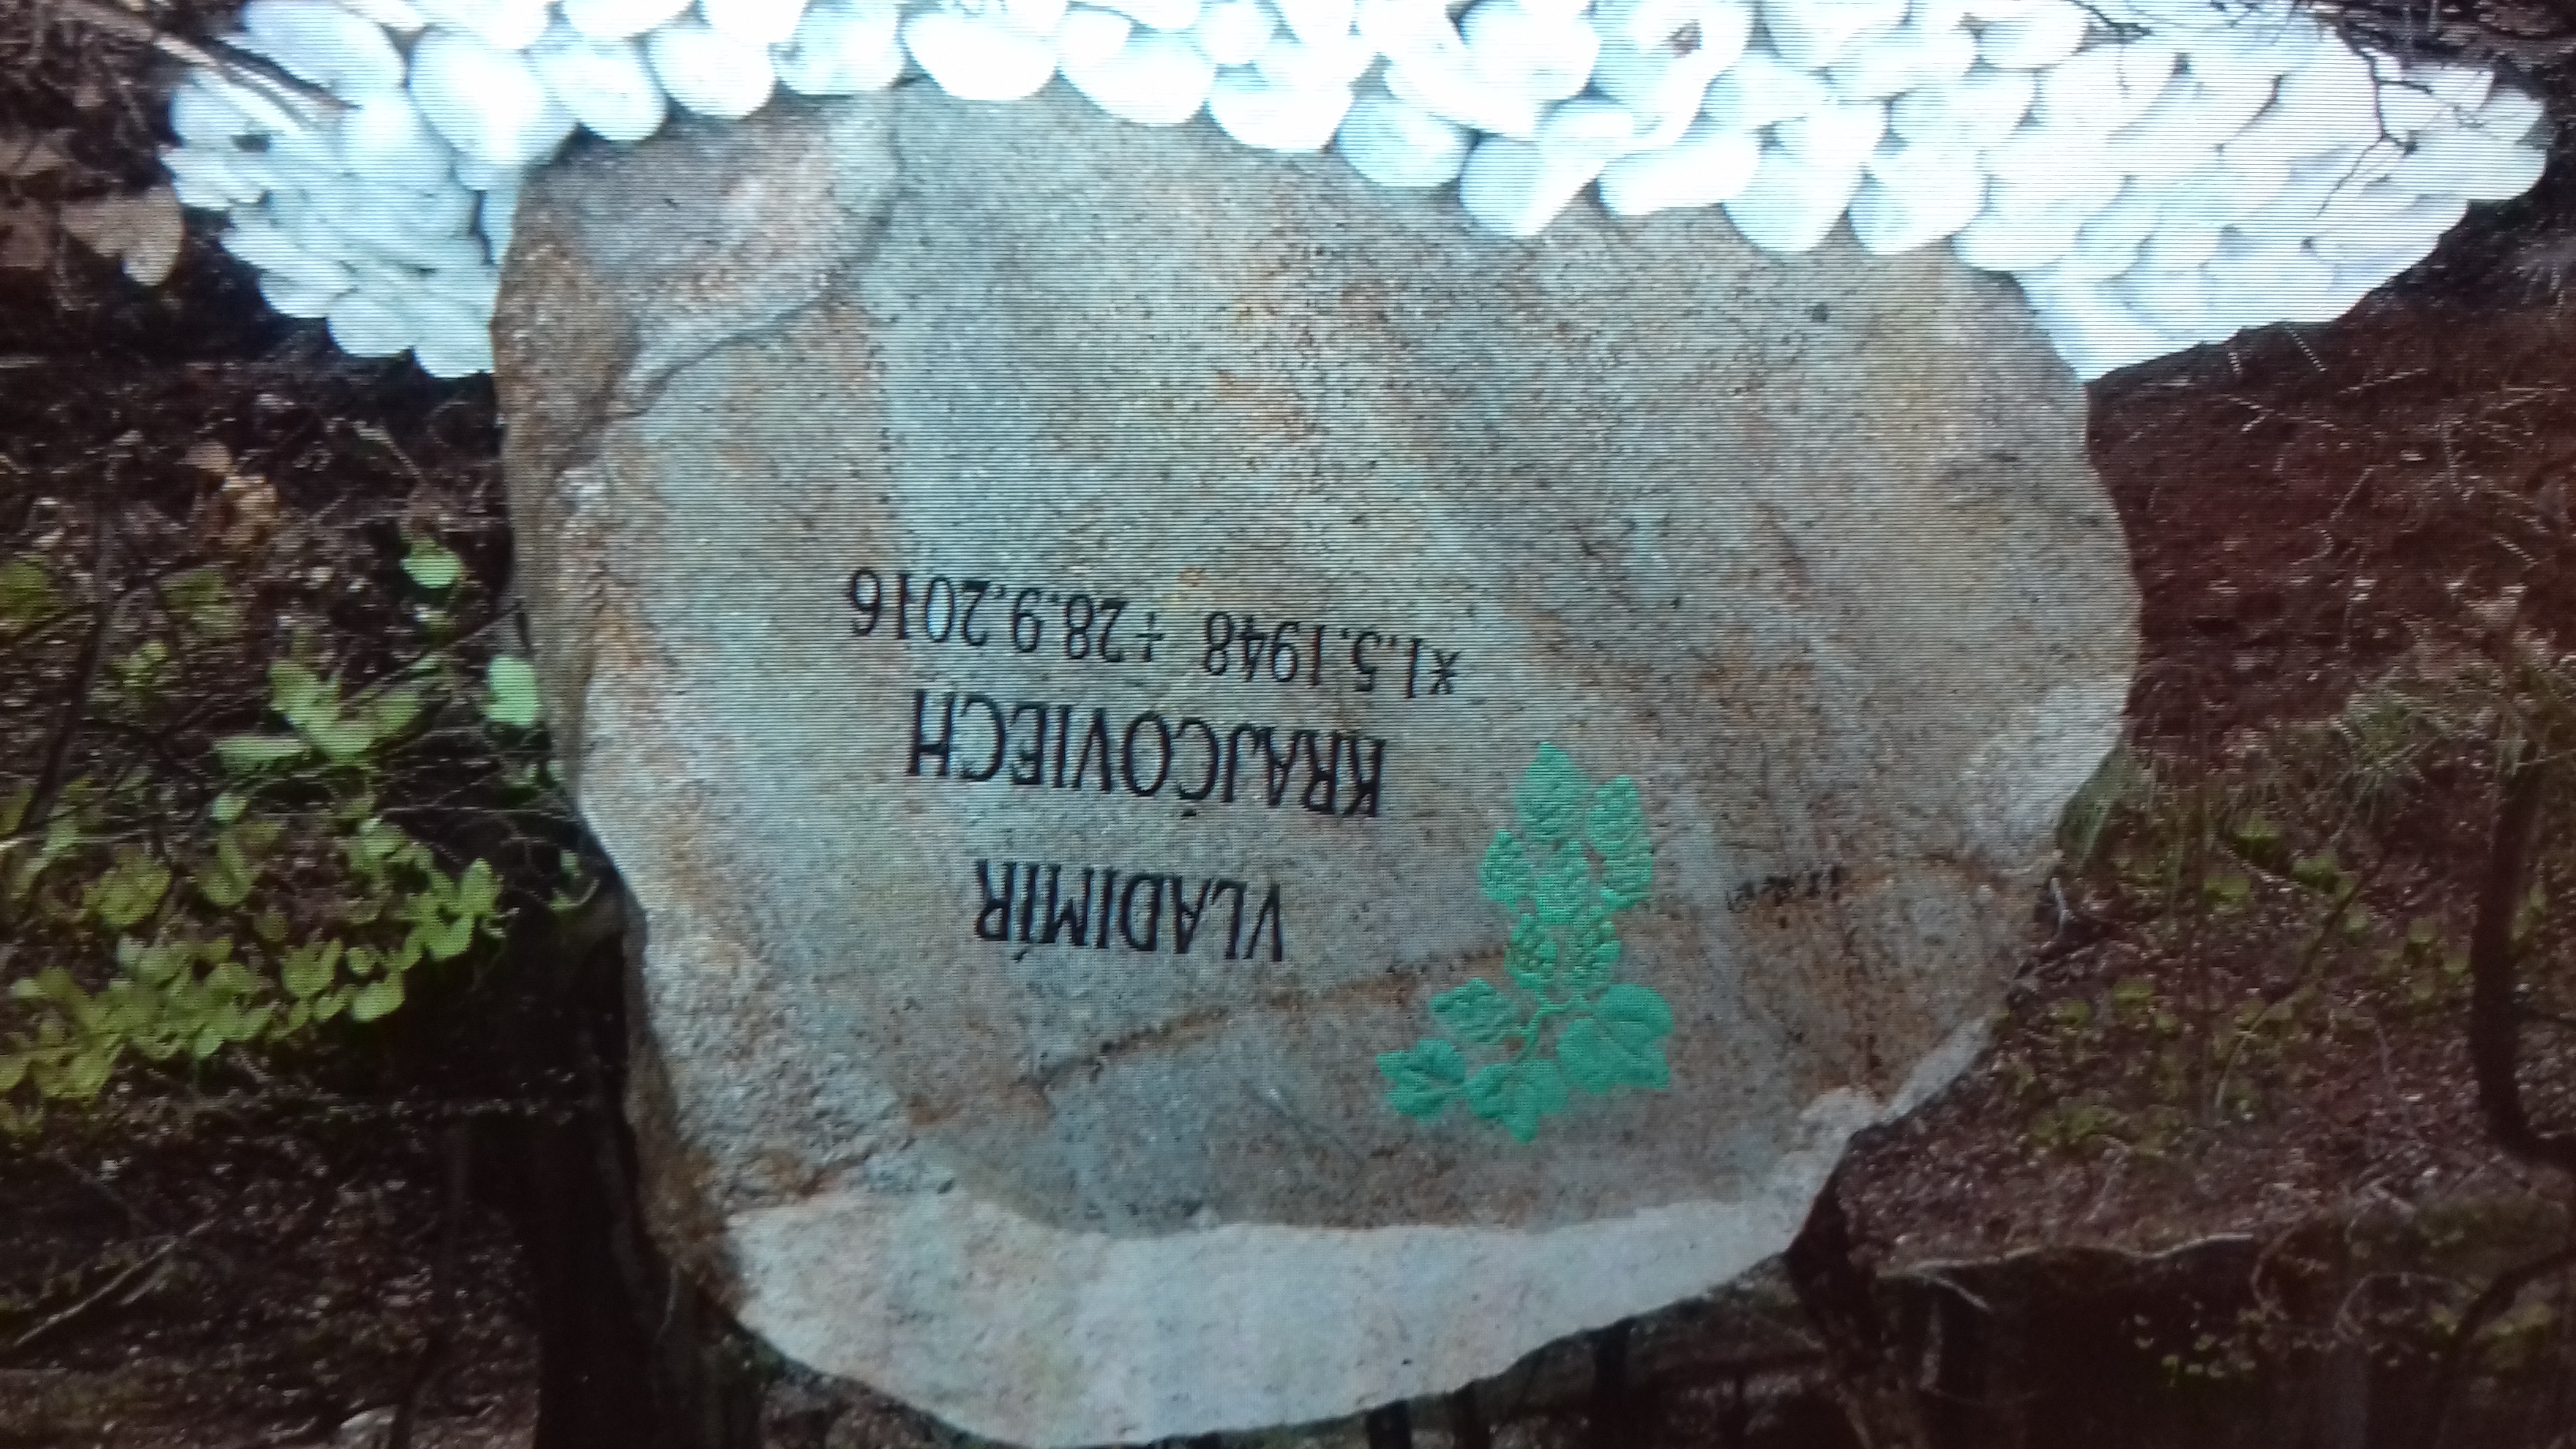 VLADIMÍR
KRAJČOVIECH
*1.5.1948 ÷28.9.2016